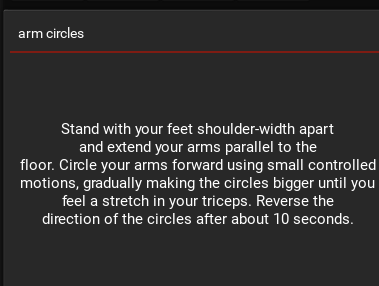 arm circles
Stand with your feet shoulder-width apart
and extend your arms parallel to the
floor. Circle your arms forward using small controlled
motions, gradually making the circles bigger until you
feel a stretch in your triceps. Reverse the
direction of the circles after about 10 seconds.